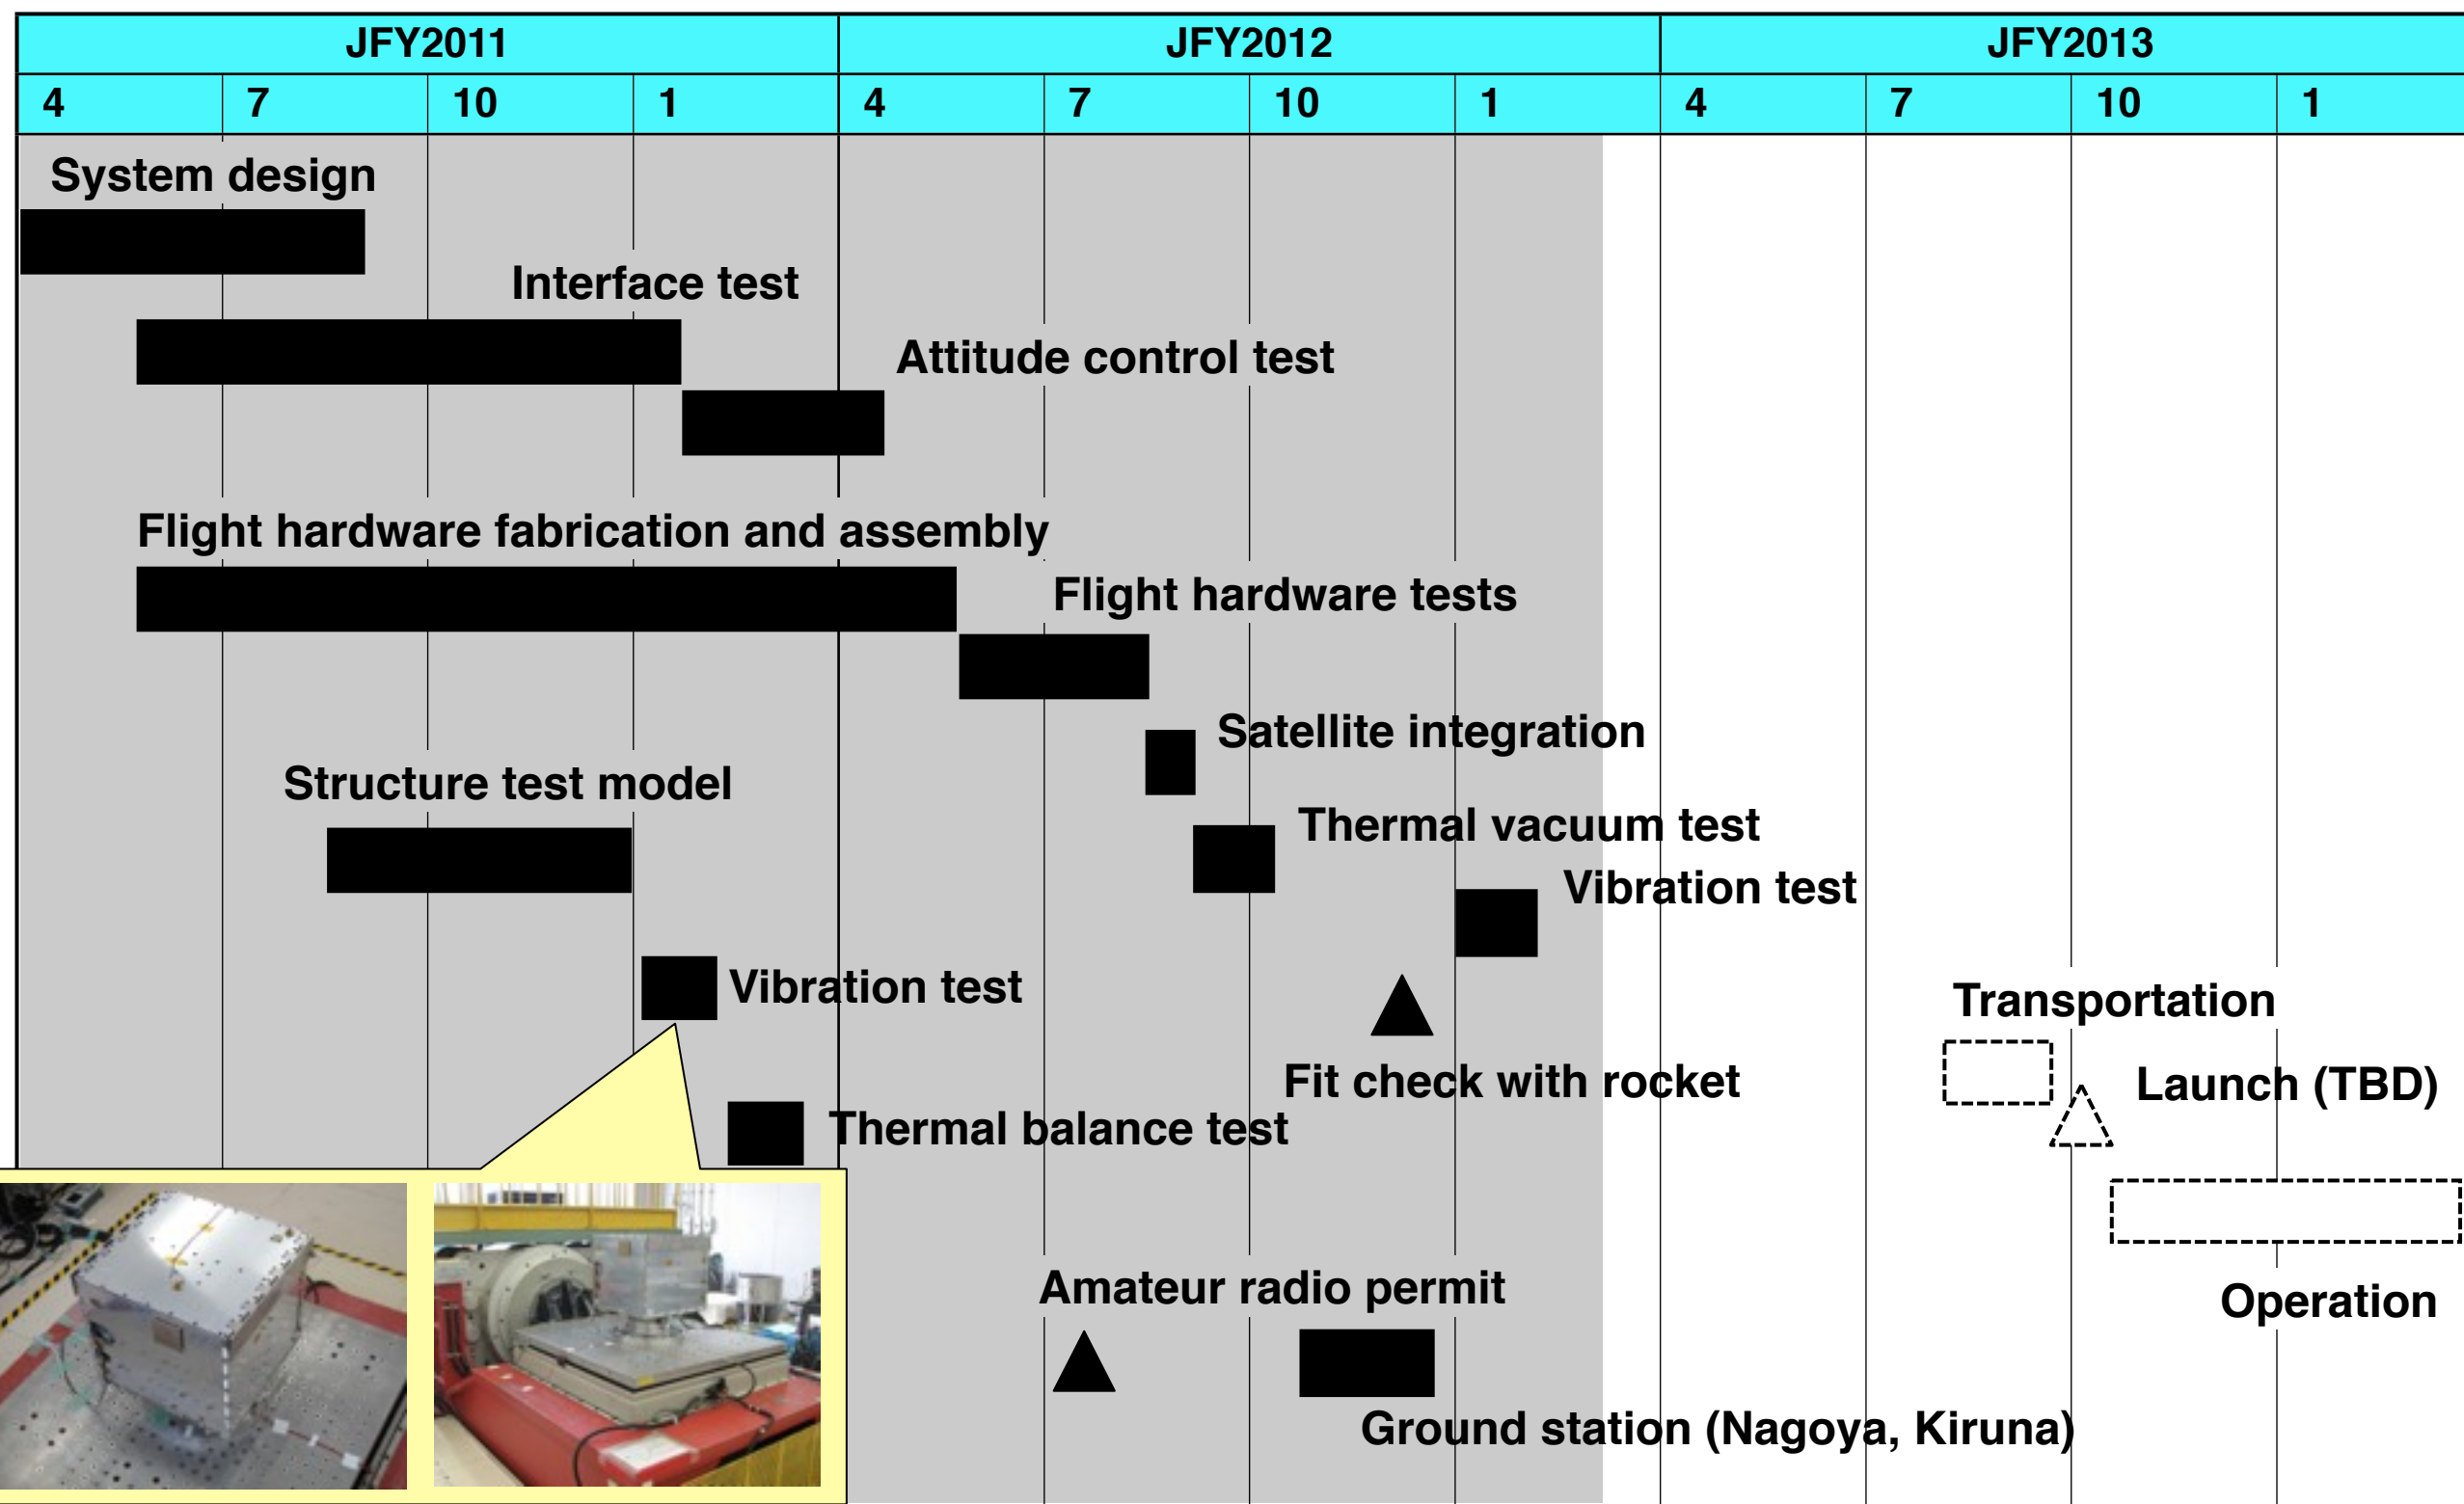 JFY2011 JFY2012 JFY2013
4 7 10 1 4 7 10 1 4 7 10 1
System design
Interface test
Attitude control test
Flight hardware fabrication and assembly
Flight hardware tests
Satellite integration
Structure test model
Thermal vacuum test
Vibration test
Vibration test
Transportation
Fit check with rocket
Launch (TBD)
Thermal balance test
Amateur radio permit
Operation
Ground station (Nagoya, Kiruna)